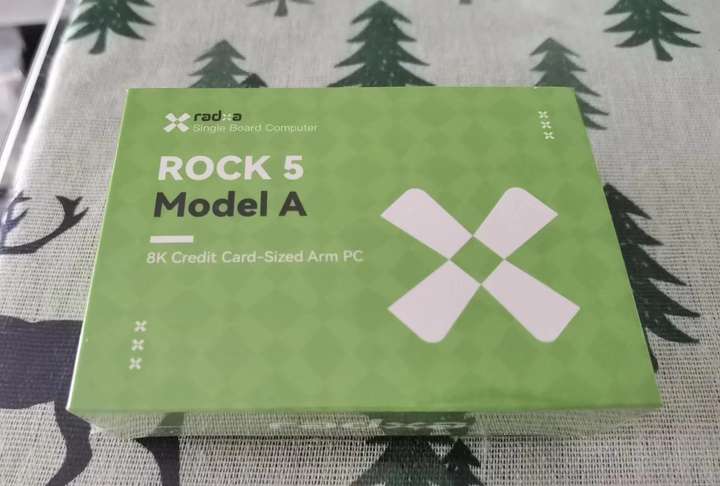 radxa
Single Board Computer
ROCK 5
Model A
8K Credit Card-Sized Arm PC
radxa